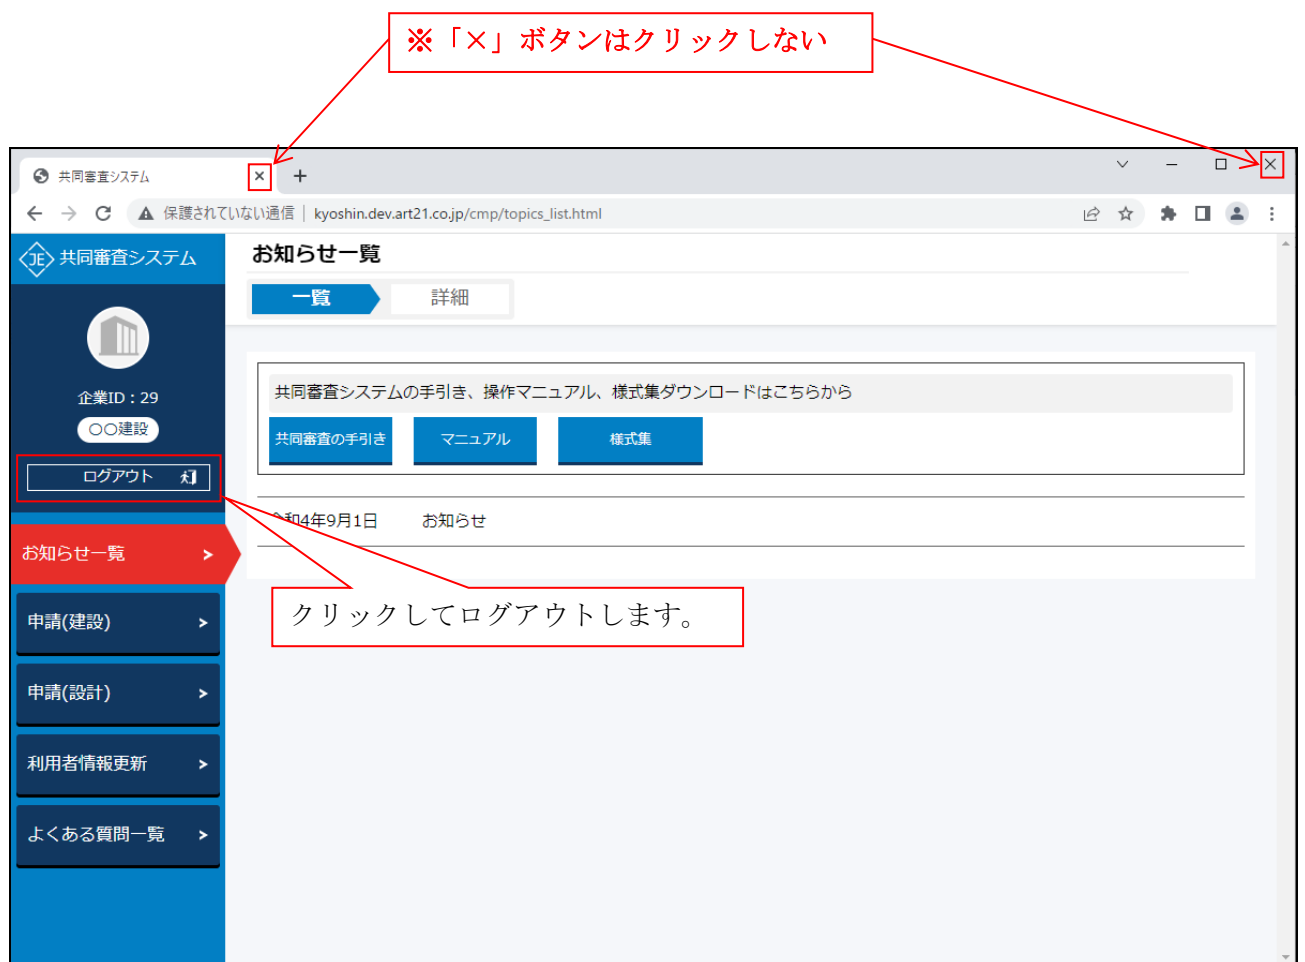 ※「×」ボタンはクリックしない
共同審査システム
保護されていない通信 | kyoshin.dev.art21.co.jp/cmp/topics_list.html
JE 共同審査システム
お知らせ一覧
一覧 詳細
企業ID：29
〇〇建設
ログアウト
共同審査システムの手引き、操作マニュアル、様式集ダウンロードはこちらから
共同審査の手引き マニュアル 様式集
令和4年9月1日 お知らせ
クリックしてログアウトします。
お知らせ一覧 >
申請(建設) >
申請(設計) >
利用者情報更新 >
よくある質問一覧 >